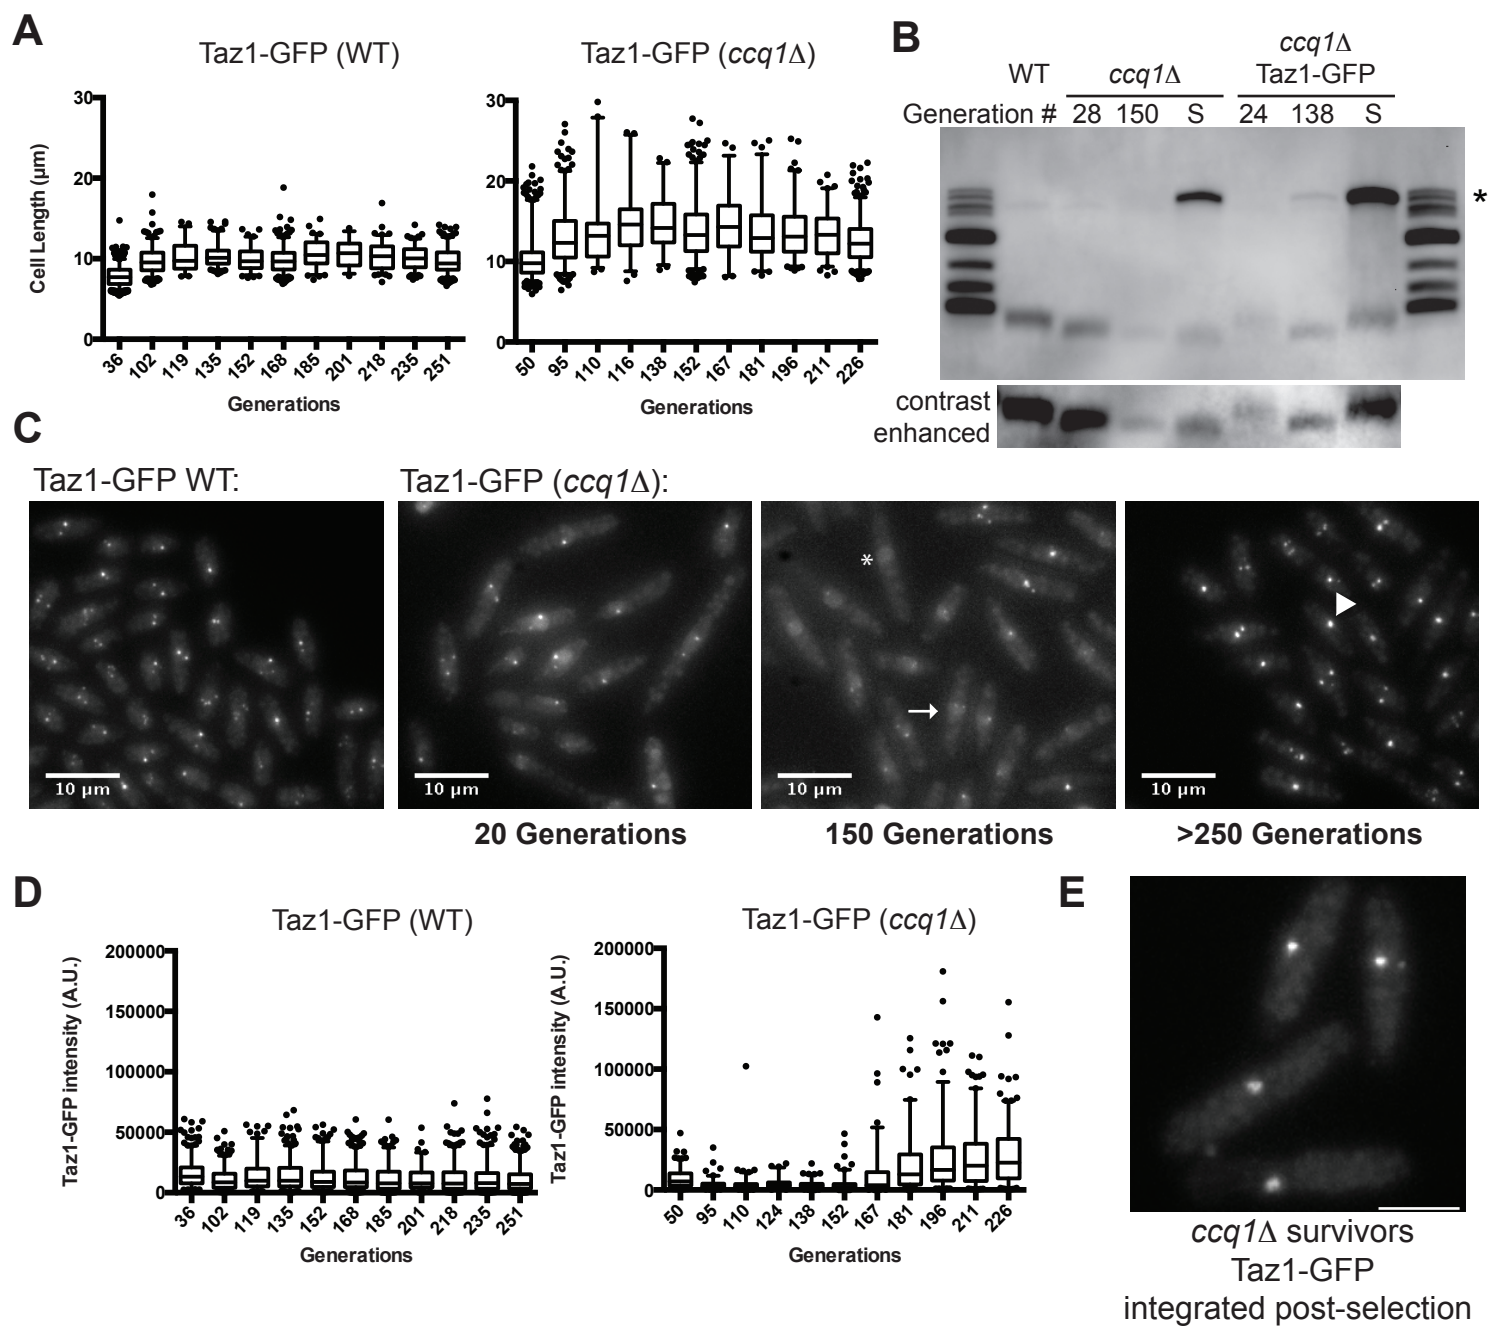 A
Taz1-GFP (WT)
Taz1-GFP (ccq1Δ)
Cell Length (µm)
30
20
10
0
36 102 119 135 152 168 185 201 218 235 251
Generations
30
20
10
0
50 95 110 116 138 152 167 181 196 211 226
Generations
B
ccq1Δ
WT ccq1Δ Taz1-GFP
Generation # 28 150 S 24 138 S
*
contrast
enhanced
C
Taz1-GFP WT:
Taz1-GFP (ccq1Δ):
*
10 µm
10 µm
10 µm
10 µm
20 Generations
150 Generations
>250 Generations
D
Taz1-GFP (WT)
Taz1-GFP intensity (A.U.)
200000
150000
100000
50000
0
36 102 119 135 152 168 185 201 218 235 251
Generations
Taz1-GFP (ccq1Δ)
Taz1-GFP intensity (A.U.)
200000
150000
100000
50000
0
50 95 110 124 138 152 167 181 196 211 226
Generations
E
ccq1Δ survivors
Taz1-GFP
integrated post-selection